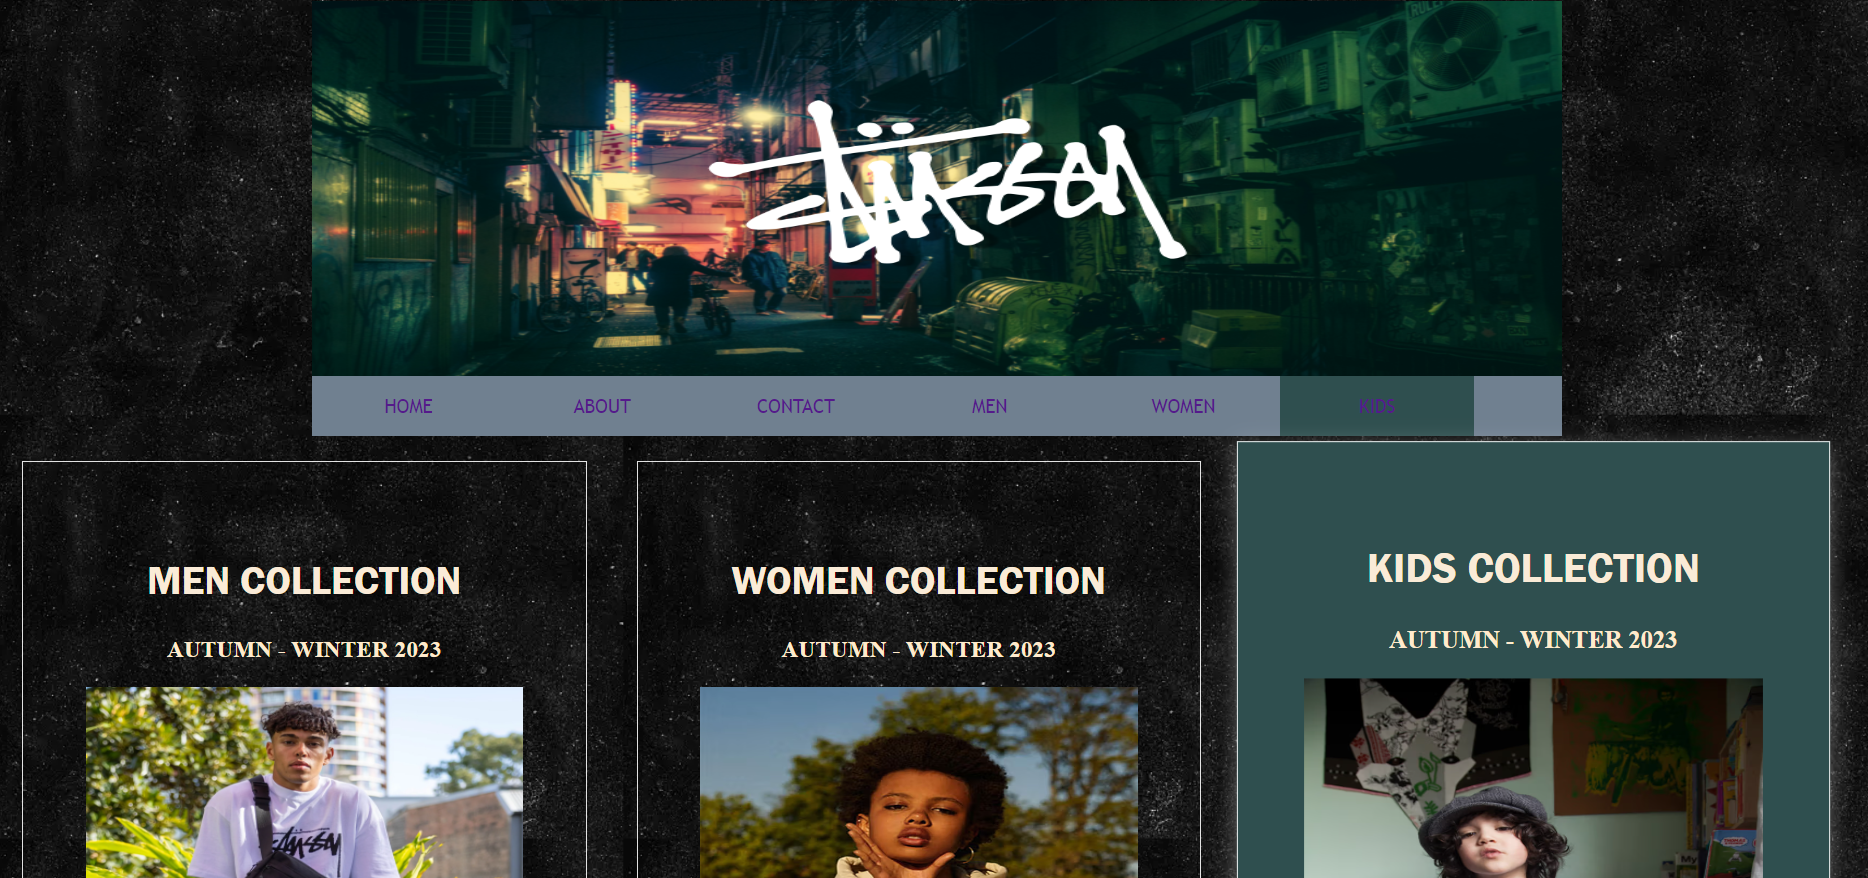 HOME
ABOUT
CONTACT
MEN
WOMEN
KIDS
MEN COLLECTION
AUTUMN - WINTER 2023
WOMEN COLLECTION
AUTUMN - WINTER 2023
KIDS COLLECTION
AUTUMN - WINTER 2023
My